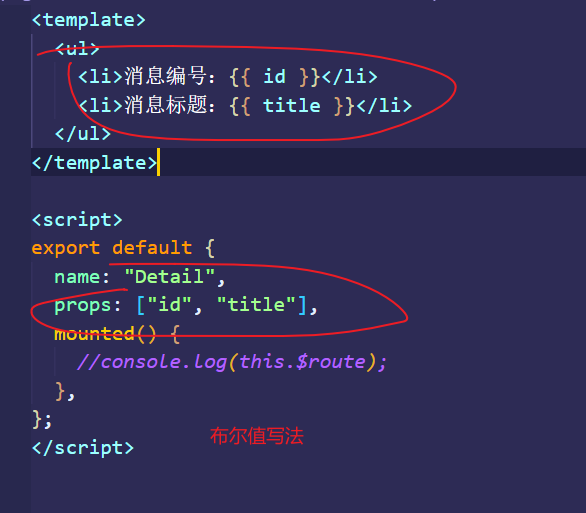 <template>
<ul>
<li>消息编号：{{ id }}</li>
<li>消息标题：{{ title }}</li>
</ul>
</template>
<script>
export default {
name: "Detail",
props: ["id", "title"],
mounted() {
//console.log(this.$route);
},
};
</script>
布尔值写法